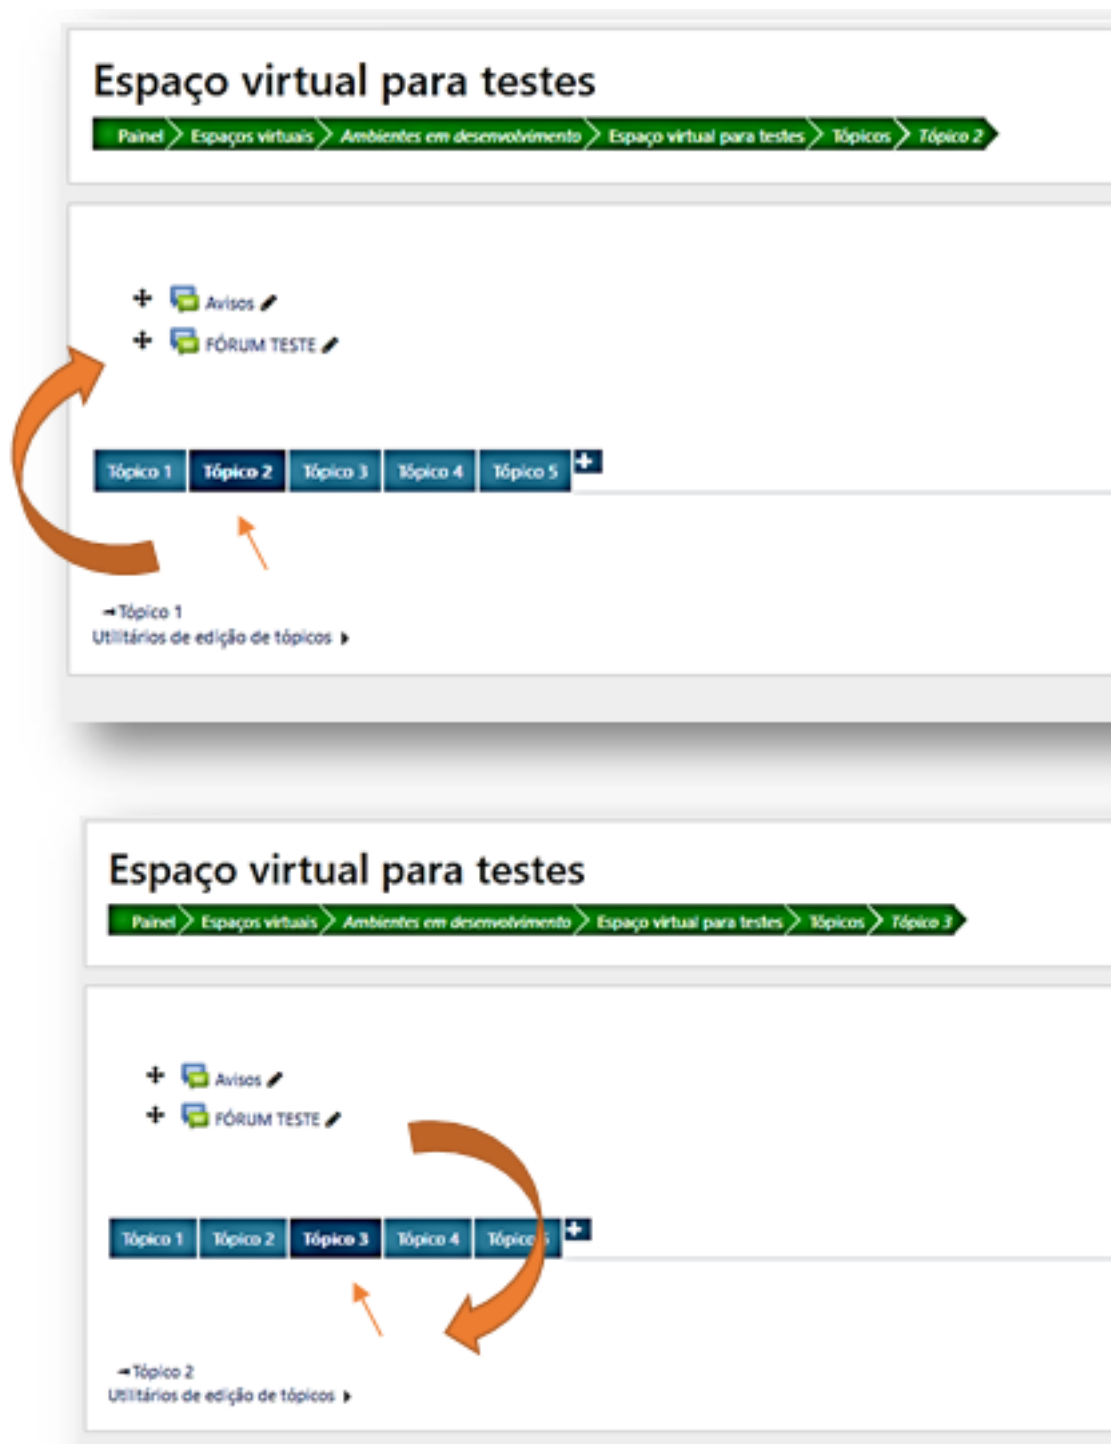 Espaço virtual para testes
Painel Espaços virtuais Ambientes em desenvolvimento Espaço virtual para testes Tópicos Tópico 2
Avisos
FÓRUM TESTE
Tópico 1 Tópico 2 Tópico 3 Tópico 4 Tópico 5
Tópico 1
Utilitários de edição de tópicos
Espaço virtual para testes
Painel Espaços virtuais Ambientes em desenvolvimento Espaço virtual para testes Tópicos Tópico 3
Avisos
FÓRUM TESTE
Tópico 1 Tópico 2 Tópico 3 Tópico 4 Tópico 5
Tópico 2
Utilitários de edição de tópicos